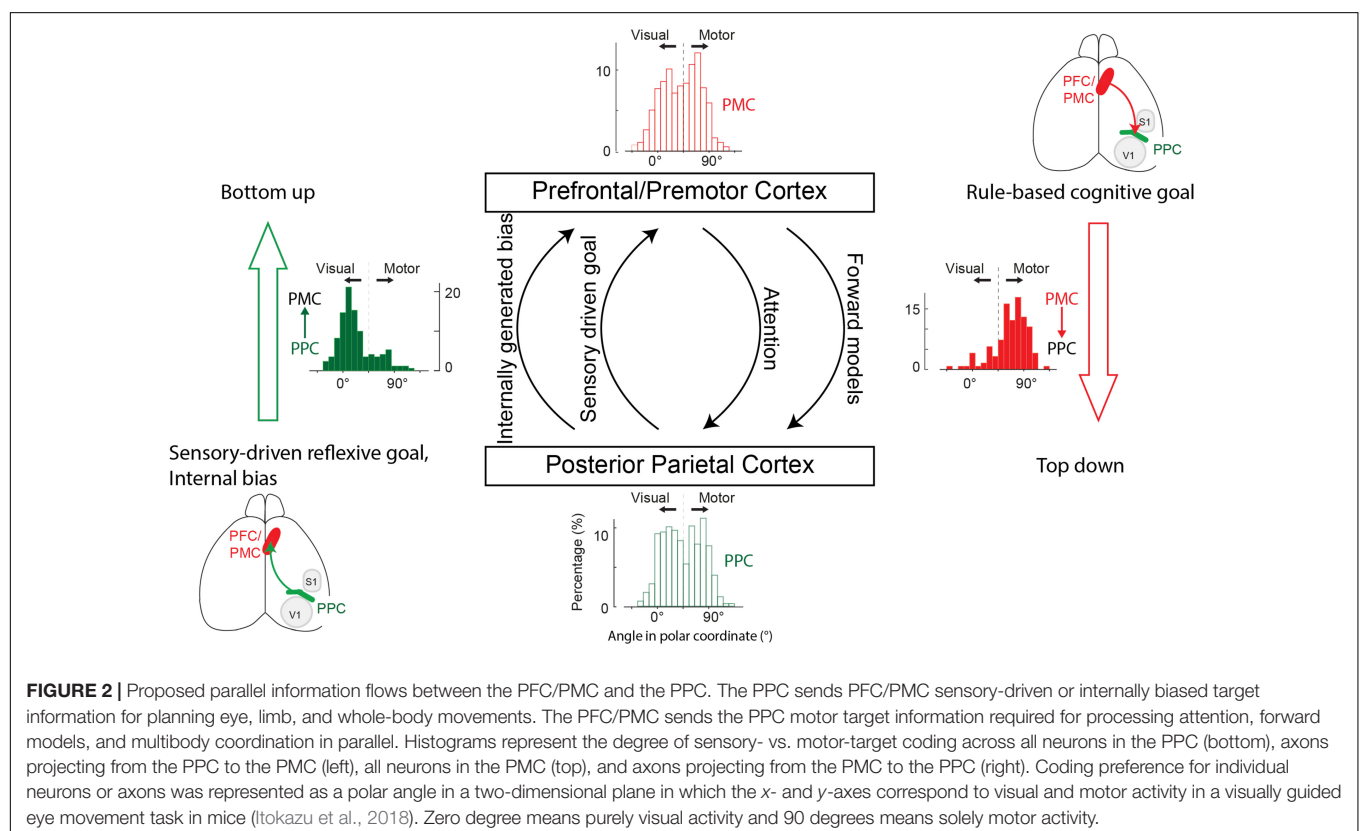 Visual Motor
10
0
0° 90°
PMC
PFC/
PMC
S1
V1
PPC
Bottom up
Prefrontal/Premotor Cortex
Rule-based cognitive goal
Visual Motor
PMC
PPC
20
10
0
0° 90°
Internally generated bias
Sensory driven goal
Attention
Forward models
Visual Motor
15
0
0° 90°
PMC
PPC
Sensory-driven reflexive goal,
Internal bias
Posterior Parietal Cortex
Top down
PFC/
PMC
S1
V1
PPC
Visual Motor
Percentage (%)
10
0
0° 90°
PPC
Angle in polar coordinate (°)
FIGURE 2 | Proposed parallel information flows between the PFC/PMC and the PPC. The PPC sends PFC/PMC sensory-driven or internally biased target
information for planning eye, limb, and whole-body movements. The PFC/PMC sends the PPC motor target information required for processing attention, forward
models, and multibody coordination in parallel. Histograms represent the degree of sensory- vs. motor-target coding across all neurons in the PPC (bottom), axons
projecting from the PPC to the PMC (left), all neurons in the PMC (top), and axons projecting from the PMC to the PPC (right). Coding preference for individual
neurons or axons was represented as a polar angle in a two-dimensional plane in which the x- and y-axes correspond to visual and motor activity in a visually guided
eye movement task in mice (Itokazu et al., 2018). Zero degree means purely visual activity and 90 degrees means solely motor activity.